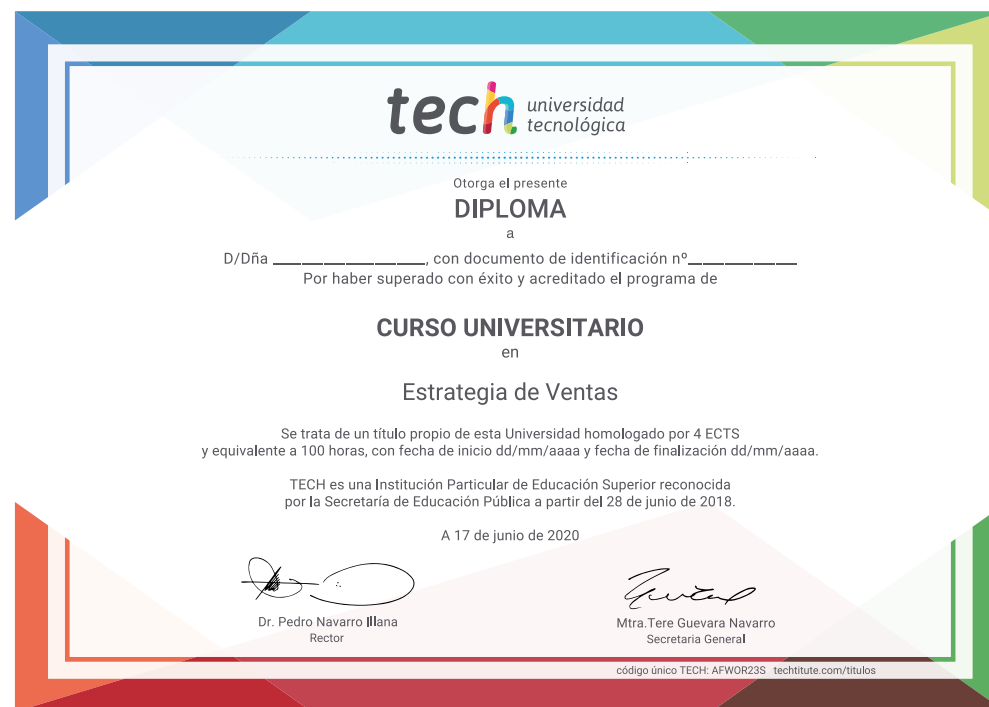 tech universidad
tecnológica
Otorga el presente
DIPLOMA
a
D/Dña __________________, con documento de identificación nº_____________
Por haber superado con éxito y acreditado el programa de
CURSO UNIVERSITARIO
en
Estrategia de Ventas
Se trata de un título propio de esta Universidad homologado por 4 ECTS
y equivalente a 100 horas, con fecha de inicio dd/mm/aaaa y fecha de finalización dd/mm/aaaa.
TECH es una Institución Particular de Educación Superior reconocida
por la Secretaría de Educación Pública a partir del 28 de junio de 2018.
A 17 de junio de 2020
Dr. Pedro Navarro Illana
Rector
Mtra.Tere Guevara Navarro
Secretaria General
código único TECH: AFWOR23S techtitute.com/titulos